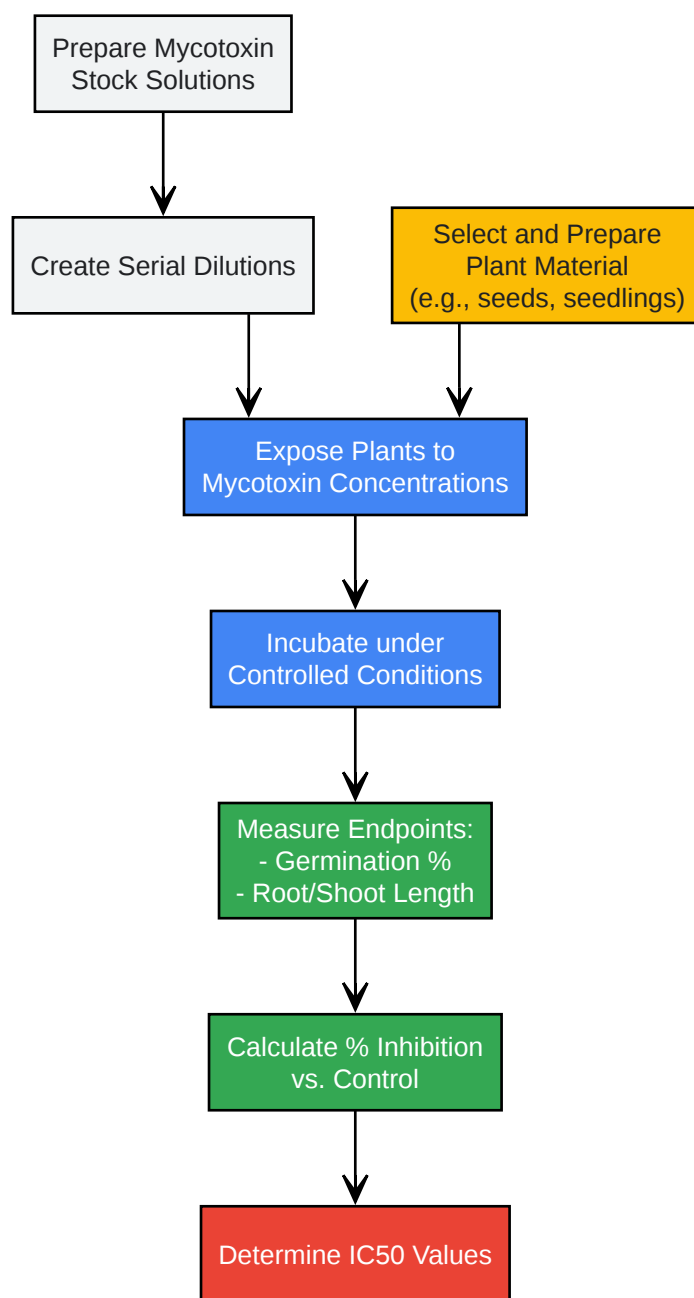 Prepare Mycotoxin
Stock Solutions
Create Serial Dilutions
Select and Prepare
Plant Material
(e.g., seeds, seedlings)
Expose Plants to
Mycotoxin Concentrations
Incubate under
Controlled Conditions
Measure Endpoints:
- Germination %
- Root/Shoot Length
Calculate % Inhibition
vs. Control
Determine IC50 Values